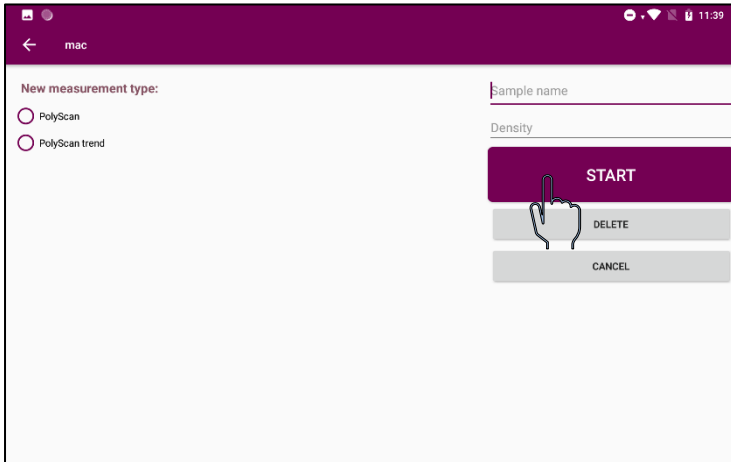 11:39
mac
New measurement type:
PolyScan
PolyScan trend
Sample name
Density
START
DELETE
CANCEL